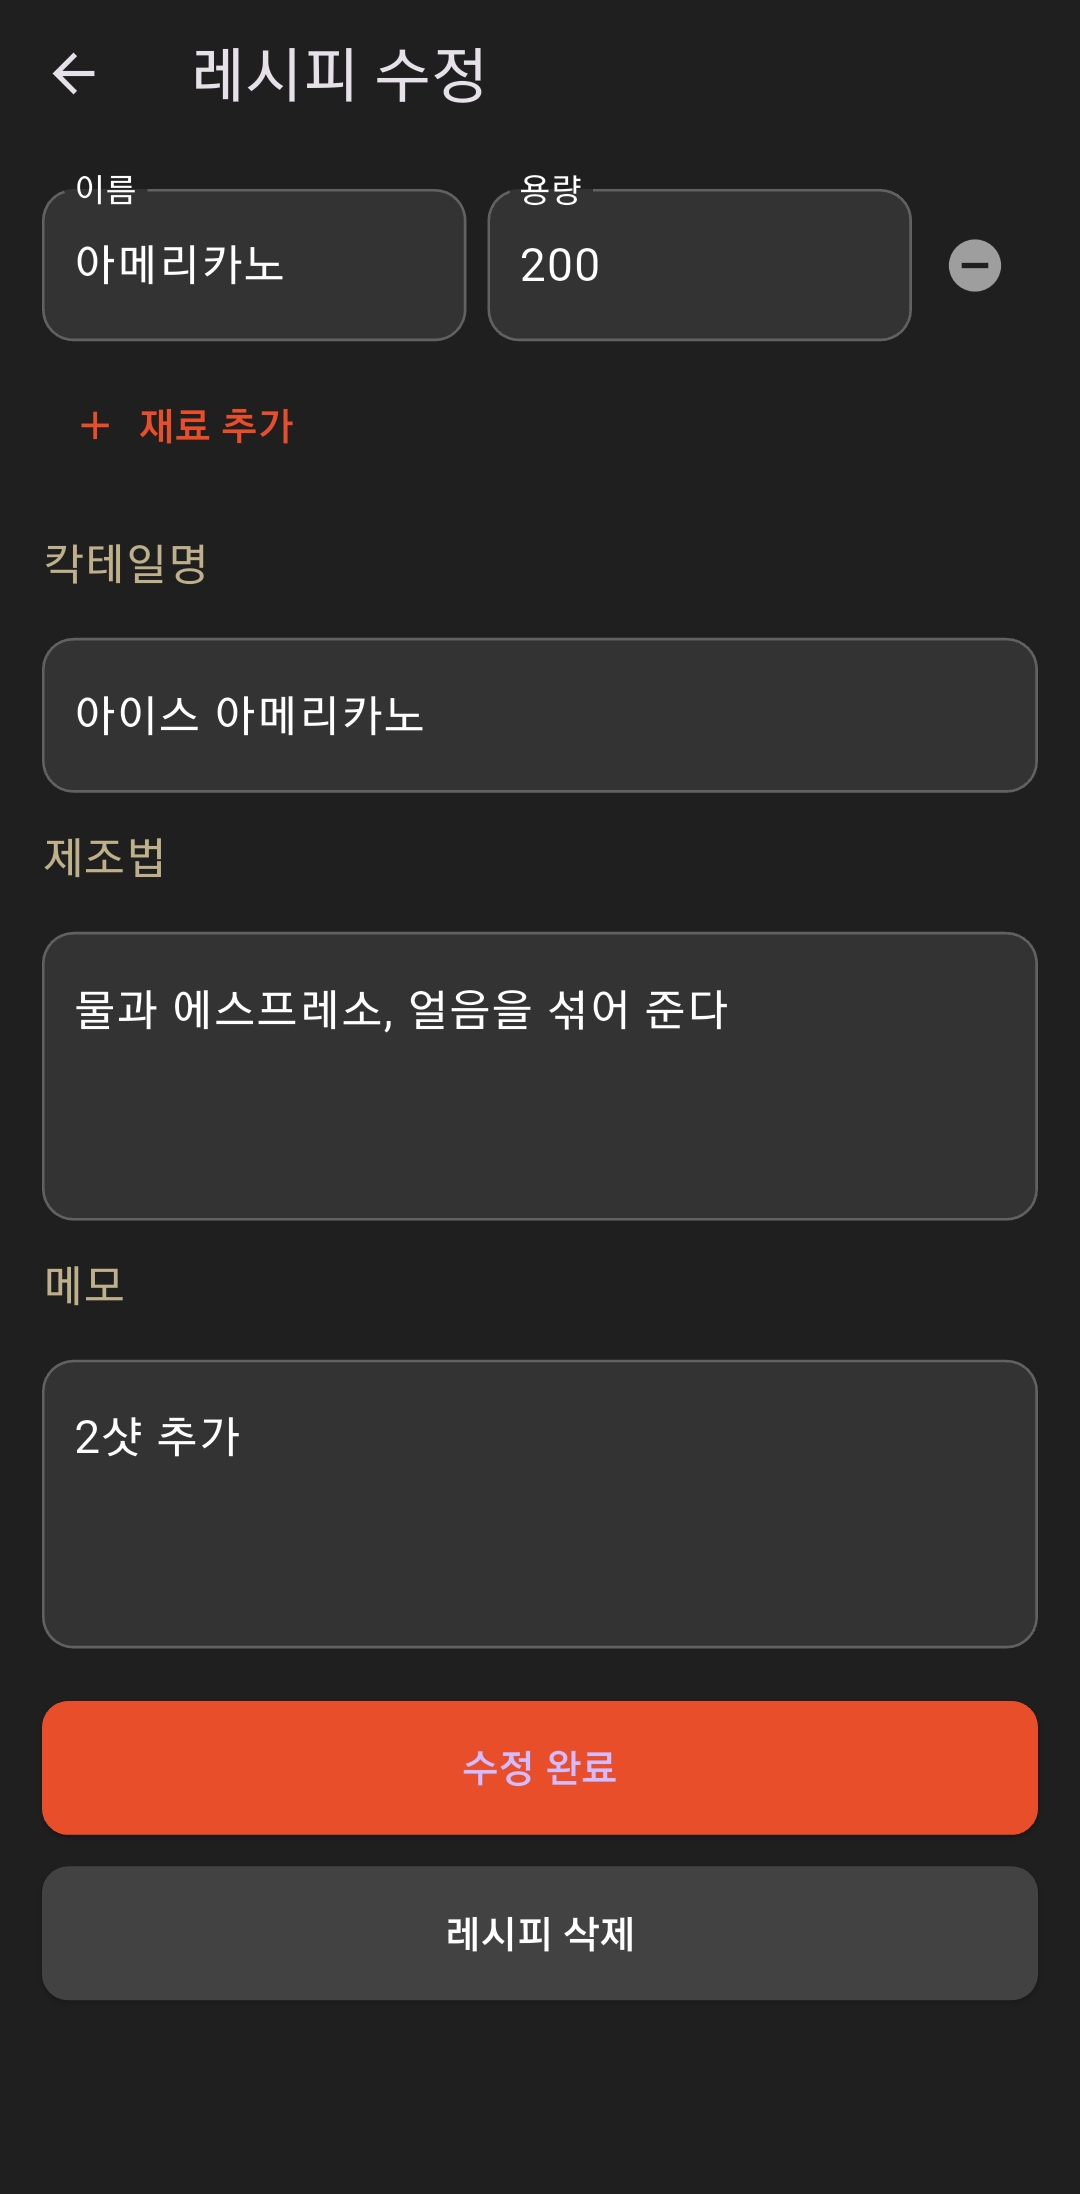 레시피 수정
이름
아메리카노
용량
200
재료 추가
칵테일명
아이스 아메리카노
제조법
물과 에스프레소, 얼음을 섞어 준다
메모
2샷 추가
수정 완료
레시피 삭제